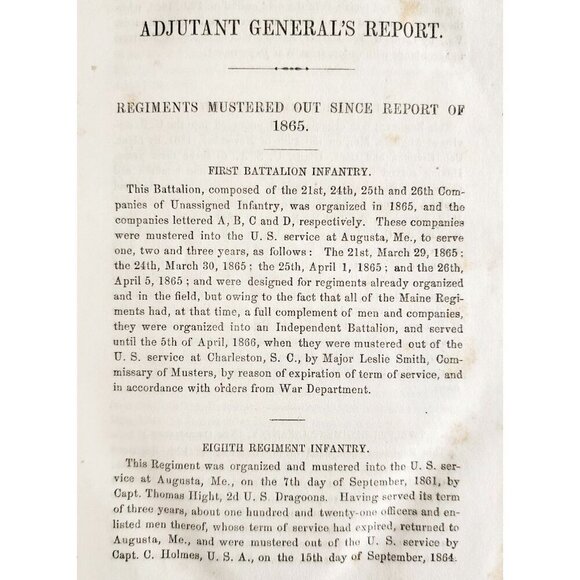 ADJUTANT GENERAL'S REPORT.
REGIMENTS MUSTERED OUT SINCE REPORT OF
1865.
FIRST BATTALION INFANTRY.
This Battalion, composed of the 21st, 24th, 25th and 26th Com-
panies of Unassigned Infantry, was organized in 1865, and the
companies lettered A, B, C and D, respectively. These companies
were mustered into the U. S. service at Augusta, Me., to serve
one, two and three years, as follows: The 21st, March 29, 1865;
the 24th, March 30, 1865; the 25th, April 1, 1865; and the 26th,
April 5, 1865; and were designed for regiments already organized
and in the field, but owing to the fact that all of the Maine Regi-
ments had, at that time, a full complement of men and companies,
they were organized into an Independent Battalion, and served
until the 5th of April, 1866, when they were mustered out of the
U. S. service at Charleston, S. C., by Major Leslie Smith, Com-
missary of Musters, by reason of expiration of term of service, and
in accordance with orders from War Department.
EIGHTH REGIMENT INFANTRY.
This Regiment was organized and mustered into the U. S. ser-
vice at Augusta, Me., on the 7th day of September, 1861, by
Capt. Thomas Hight, 2d U. S. Dragoons. Having served its term
of three years, about one hundred and twenty-one officers and en-
listed men thereof, whose term of service had expired, returned to
Augusta, Me., and were mustered out of the U. S. service by
Capt. C. Holmes, U. S. A., on the 15th day of September, 1864.